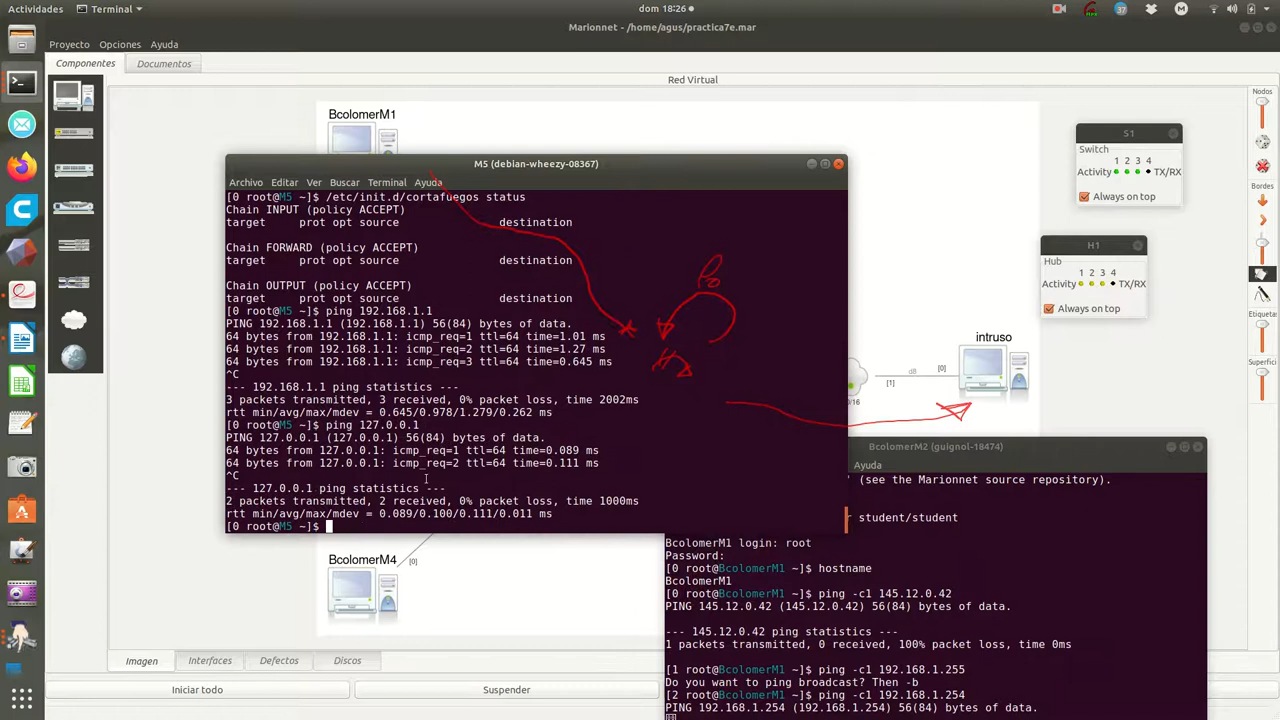 Actividades
Terminal
dom 18:26
37
Marionnet - /home/agus/practica7e.mar
Proyecto Opciones Ayuda
Componentes Documentos
Red Virtual
BcolomerM1
M5 (debian-wheezy-08367)
Archivo Editar Ver Buscar Terminal Ayuda
[0 root@M5 ~]$ /etc/init.d/cortafuegos status
Chain INPUT (policy ACCEPT)
target prot opt source destination
Chain FORWARD (policy ACCEPT)
target prot opt source destination
Chain OUTPUT (policy ACCEPT)
target prot opt source destination
[0 root@M5 ~]$ ping 192.168.1.1
PING 192.168.1.1 (192.168.1.1) 56(84) bytes of data.
64 bytes from 192.168.1.1: icmp_req=1 ttl=64 time=1.01 ms
64 bytes from 192.168.1.1: icmp_req=2 ttl=64 time=1.27 ms
64 bytes from 192.168.1.1: icmp_req=3 ttl=64 time=0.645 ms
^C
--- 192.168.1.1 ping statistics ---
3 packets transmitted, 3 received, 0% packet loss, time 2002ms
rtt min/avg/max/mdev = 0.645/0.978/1.279/0.262 ms
[0 root@M5 ~]$ ping 127.0.0.1
PING 127.0.0.1 (127.0.0.1) 56(84) bytes of data.
64 bytes from 127.0.0.1: icmp_req=1 ttl=64 time=0.089 ms
64 bytes from 127.0.0.1: icmp_req=2 ttl=64 time=0.111 ms
^C
--- 127.0.0.1 ping statistics ---
2 packets transmitted, 2 received, 0% packet loss, time 1000ms
rtt min/avg/max/mdev = 0.089/0.100/0.111/0.011 ms
[0 root@M5 ~]$
S1
Switch
1 2 3 4
Activity TX/RX
Always on top
H1
Hub
1 2 3 4
Activity TX/RX
Always on top
Nodos
Bordes
Etiquetas
Superfici
intruso
d8
[0]
[1]
0/16
BcolomerM4
[0]
BcolomerM2 (guignol-18474)
Ayuda
' (see the Marionnet source repository).
r student/student
BcolomerM1 login: root
Password:
[0 root@BcolomerM1 ~]$ hostname
BcolomerM1
[0 root@BcolomerM1 ~]$ ping -c1 145.12.0.42
PING 145.12.0.42 (145.12.0.42) 56(84) bytes of data.
--- 145.12.0.42 ping statistics ---
1 packets transmitted, 0 received, 100% packet loss, time 0ms
[1 root@BcolomerM1 ~]$ ping -c1 192.168.1.255
Do you want to ping broadcast? Then -b
[2 root@BcolomerM1 ~]$ ping -c1 192.168.1.254
PING 192.168.1.254 (192.168.1.254) 56(84) bytes of data.
Imagen Interfaces Defectos Discos
Iniciar todo Suspender